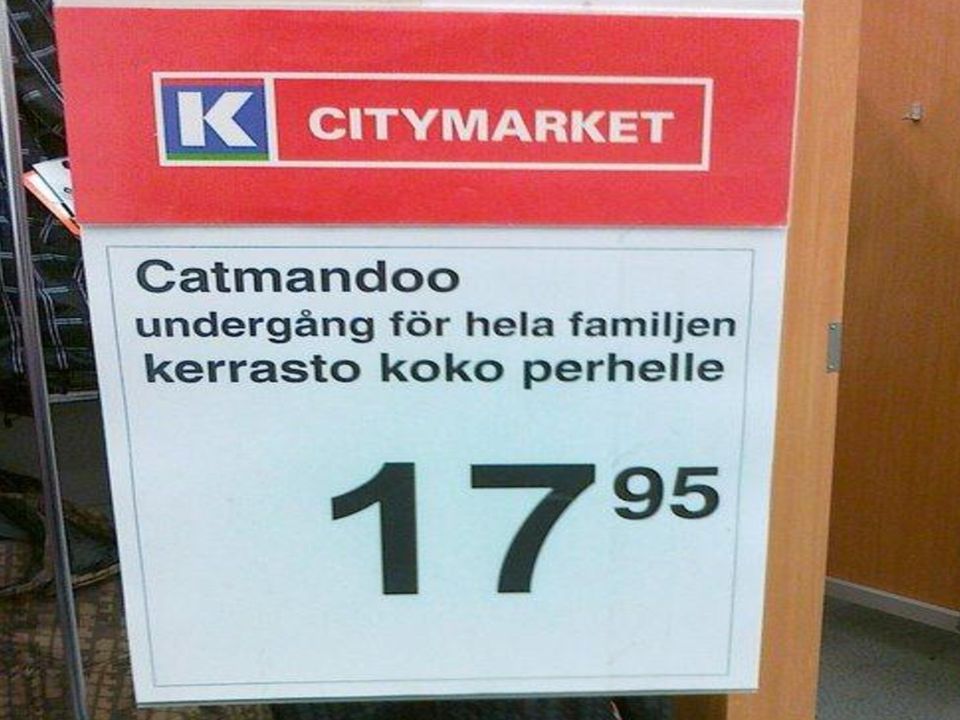 K CITYMARKET
Catmandoo
undergång för hela familjen
kerrasto koko perhelle
17 95